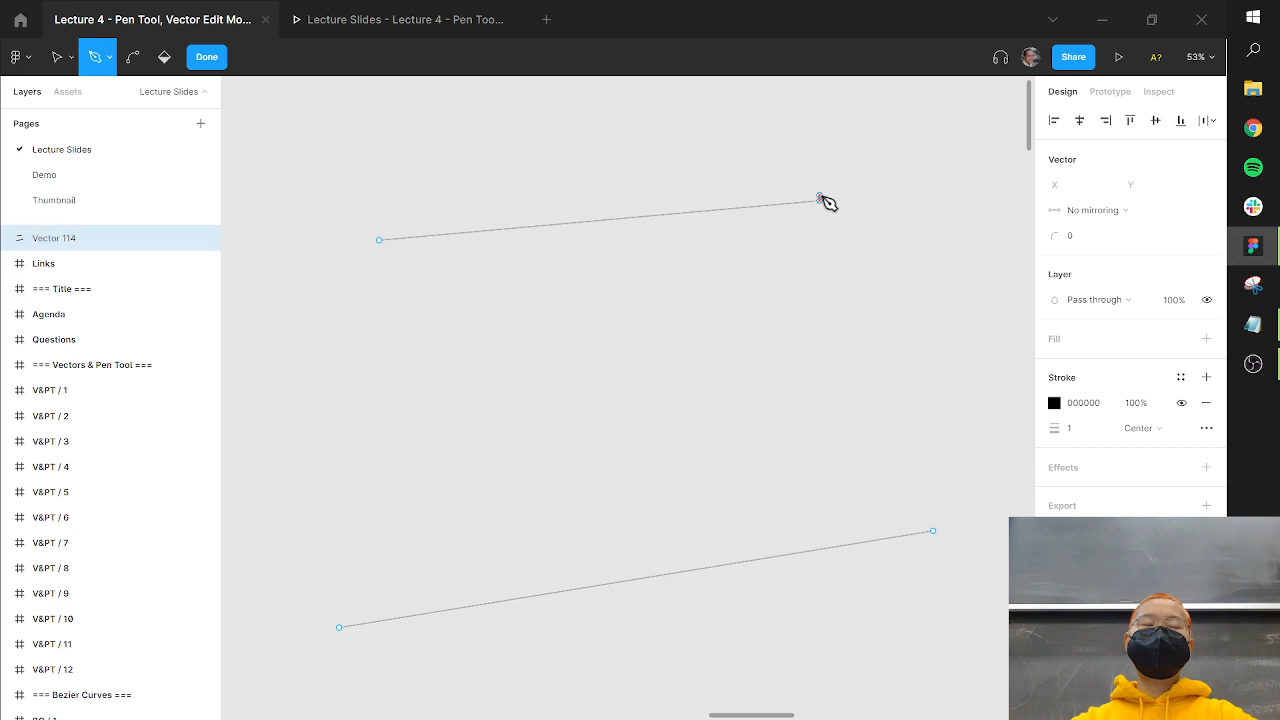 Lecture 4 - Pen Tool, Vector Edit Mo...
Lecture Slides - Lecture 4 - Pen Too...
Done
Share
A?
53%
Layers
Assets
Lecture Slides
Pages
Lecture Slides
Demo
Thumbnail
Vector 114
Links
=== Title ===
Agenda
Questions
=== Vectors & Pen Tool ===
V&PT / 1
V&PT / 2
V&PT / 3
V&PT / 4
V&PT / 5
V&PT / 6
V&PT / 7
V&PT / 8
V&PT / 9
V&PT / 10
V&PT / 11
V&PT / 12
=== Bezier Curves ===
Design
Prototype
Inspect
Vector
X
Y
No mirroring
0
Layer
Pass through
100%
Fill
Stroke
000000
100%
1
Center
Effects
Export